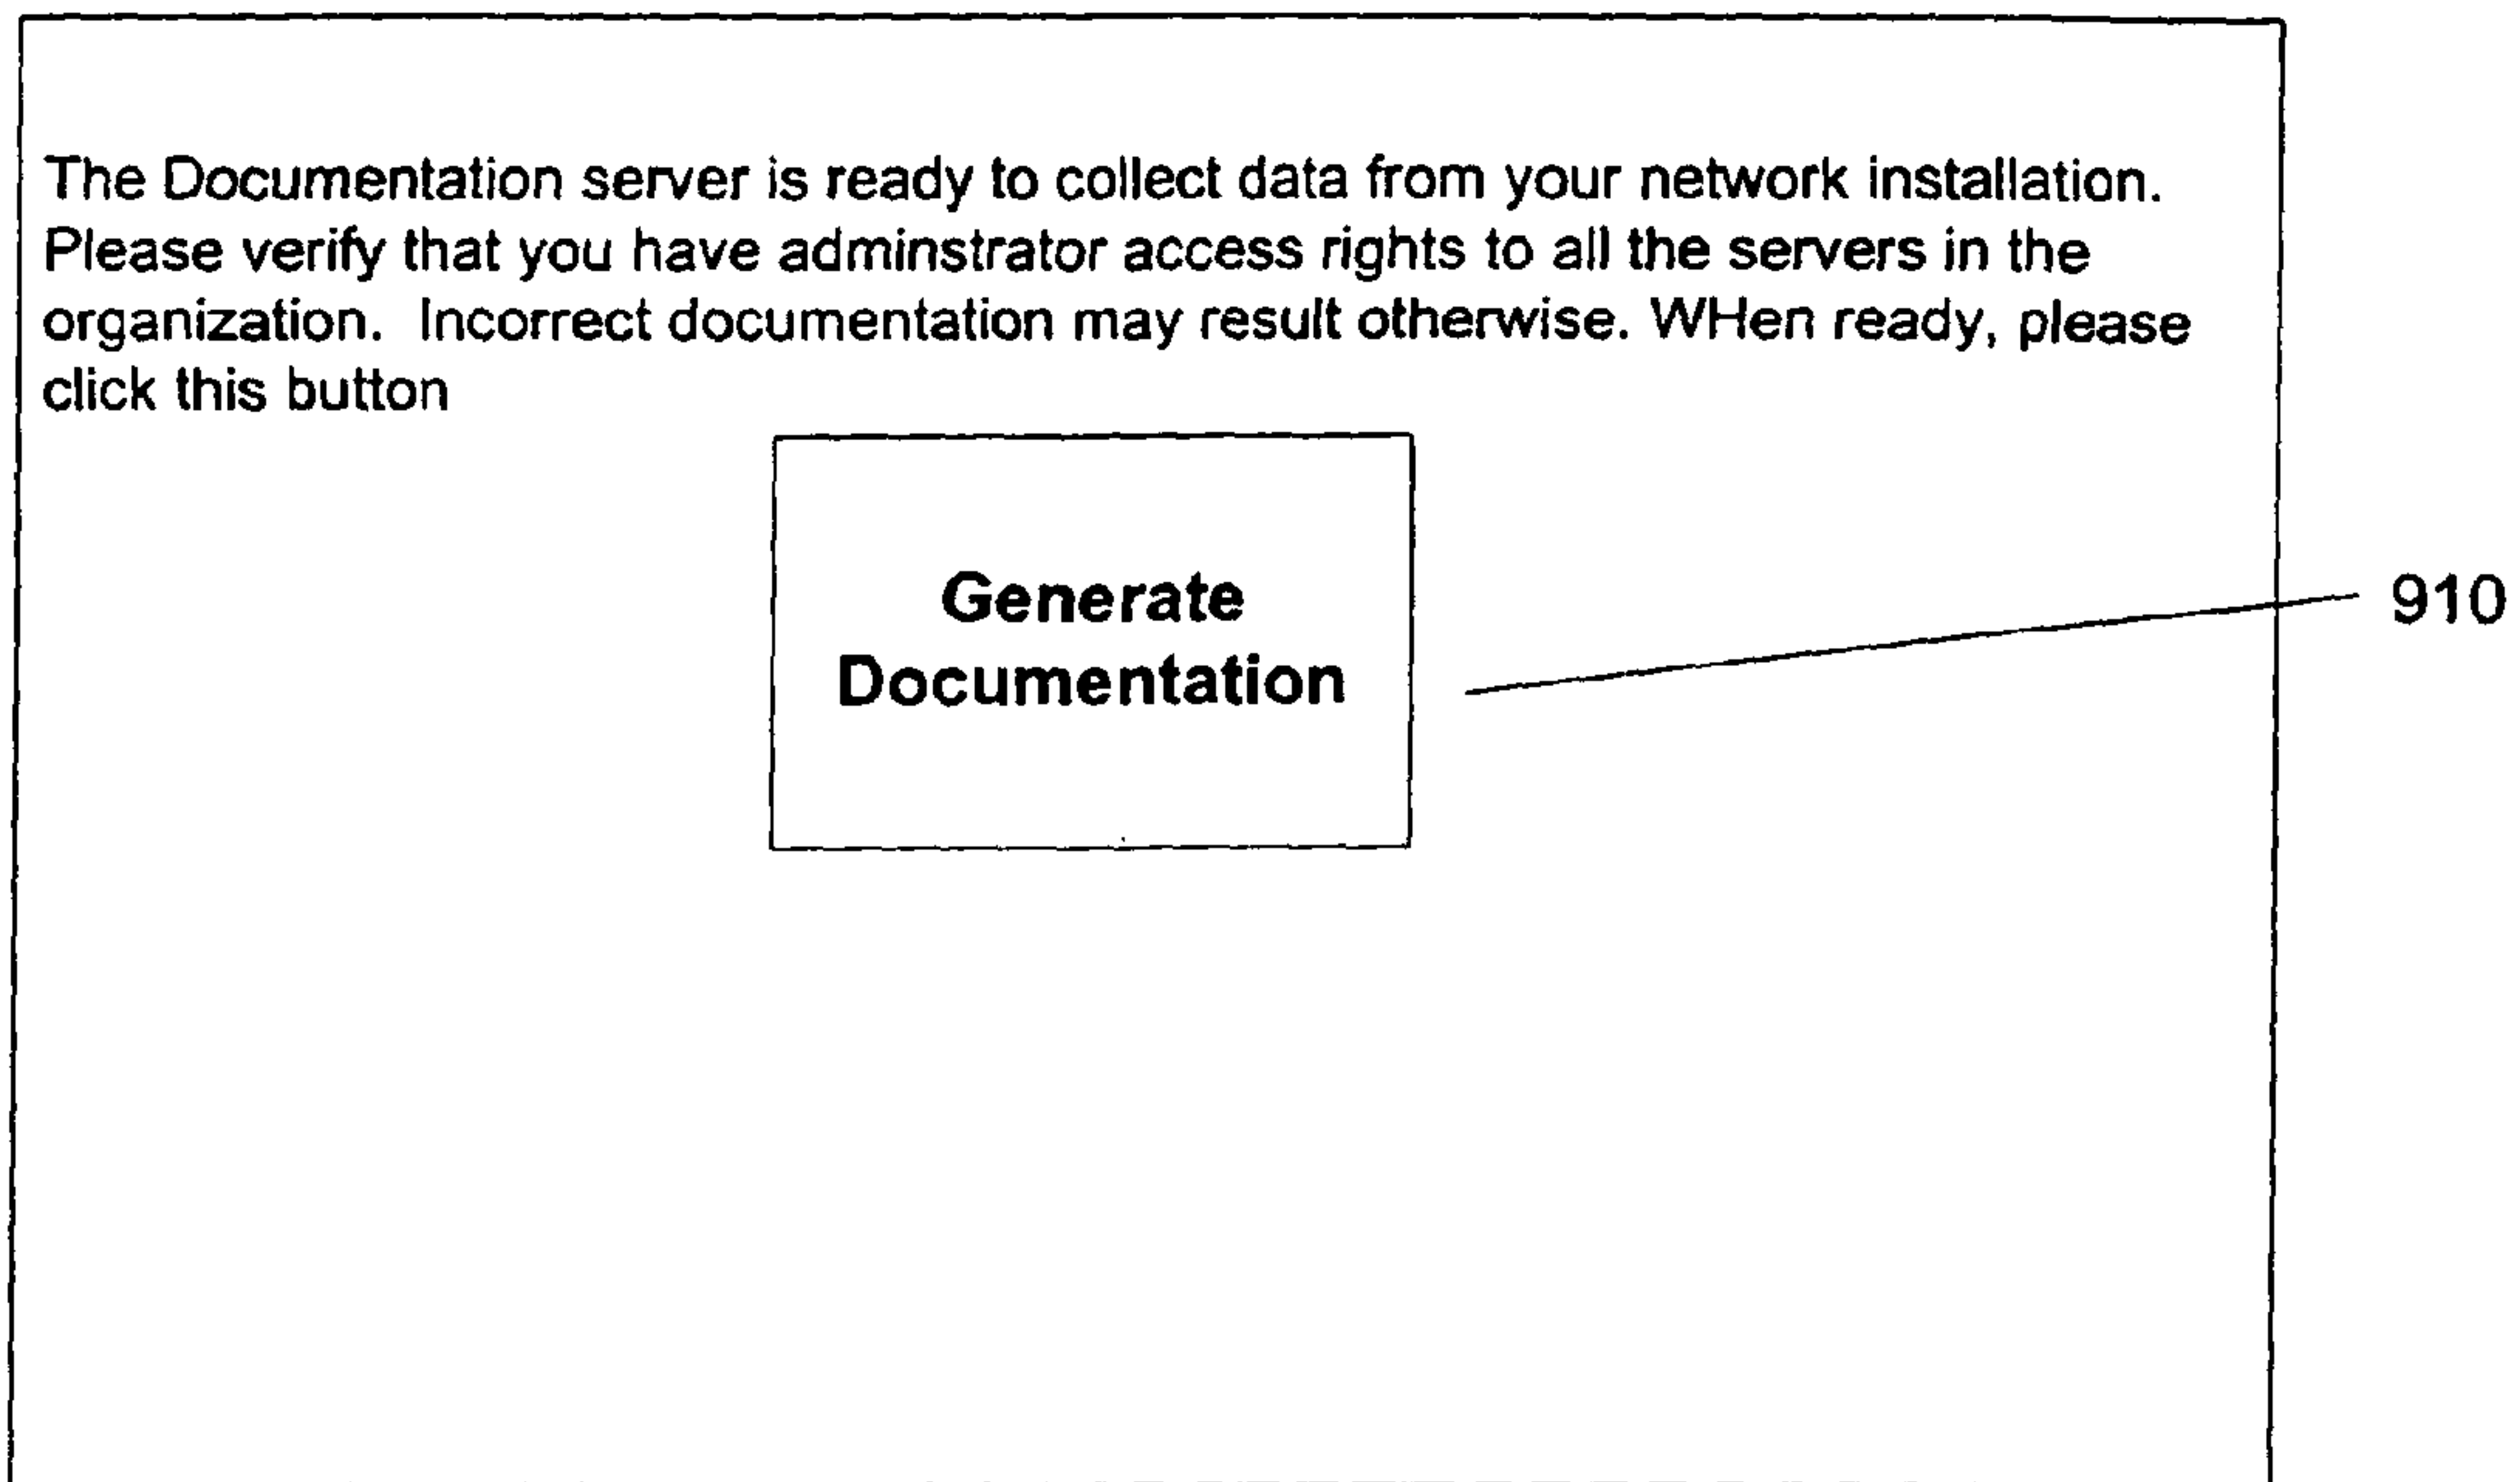 The Documentation server is ready to collect data from your network installation.
Please verify that you have adminstrator access rights to all the servers in the
organization.  Incorrect documentation may result otherwise. WHen ready, please
click this button
Generate
Documentation
910